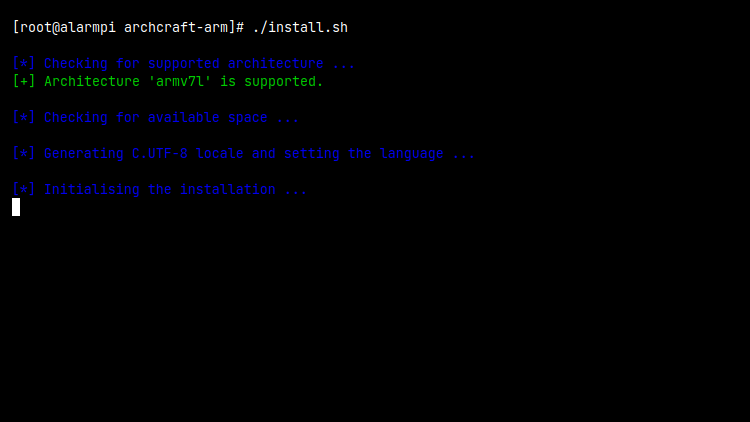 [root@alarmpi archcraft-arm]# ./install.sh
[*] Checking for supported architecture ...
[+] Architecture 'armv7l' is supported.
[*] Checking for available space ....
[*] Generating C.UTF-8 locale and setting the language ...
[*] Initialising the installation ...